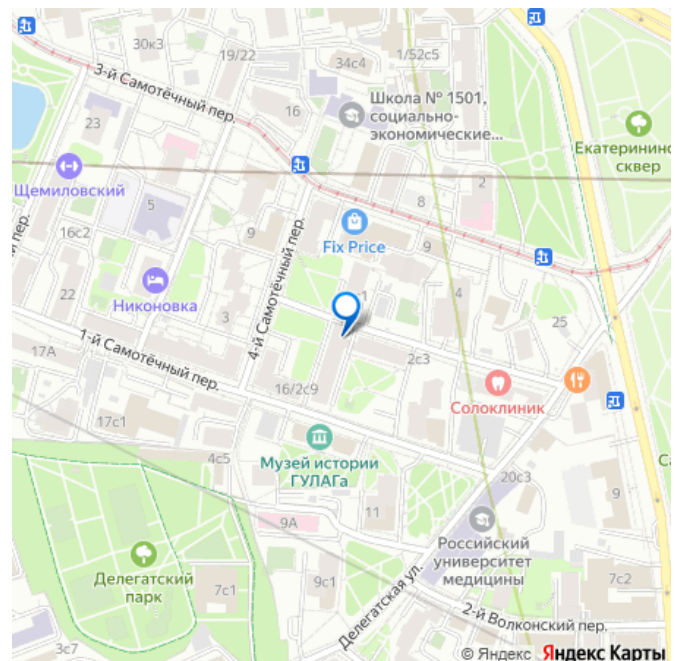 30к3
19/22
34с4
1/52с5
3-й Самотёчный пер.
16
Школа № 1501,
социально-
экономические...
23
Екатерининс
сквер
Щемиловский
5
2
8
16с2
9
Fix Price
9
пер.
22
Никоновка
4-й Самотёчный пер.
3
4
25
17А
1-й Самотёчный пер.
2с3
16/2с9
Солоклиник
17с1
Музей истории
ГУЛАГа
4с5
20с3
9
9А
11
Российский
университет
медицины
Делегатский
парк
7с1
9с1
Делегатская ул.
7с2
2-й Волконский пер.
3с7
© Яндекс Яндекс Карты